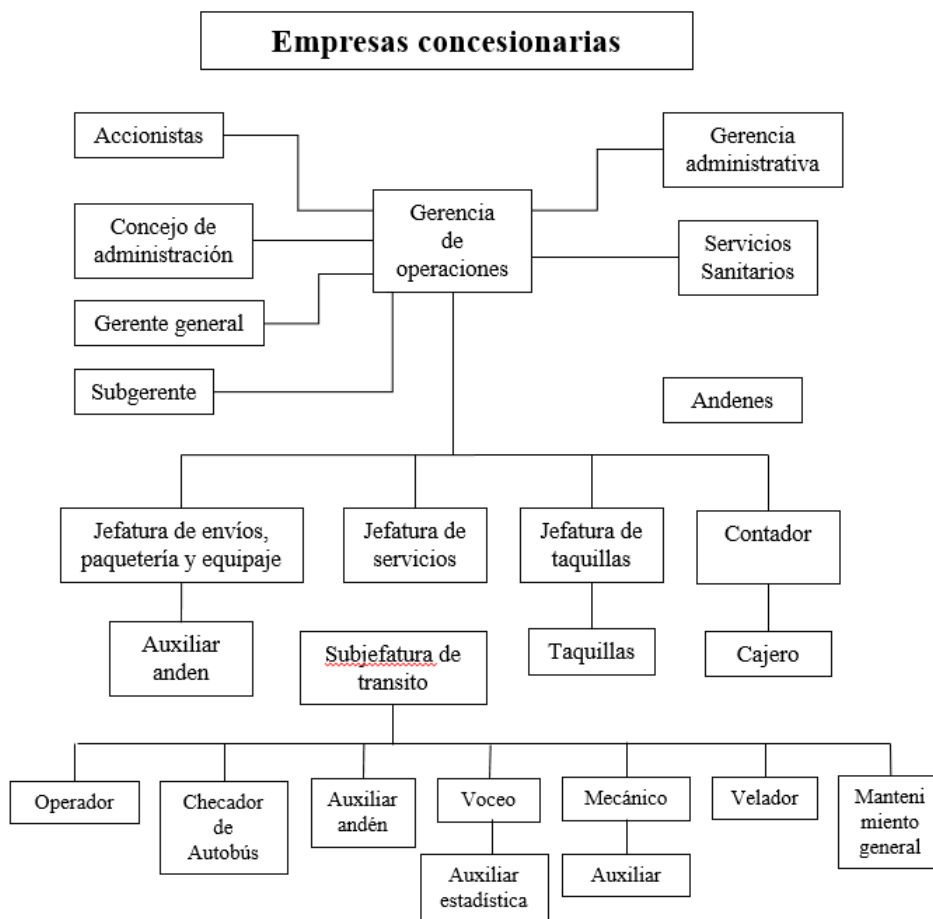 Empresas concesionarias
Accionistas
Gerencia
administrativa
Gerencia
de
operaciones
Concejo de
administración
Servicios
Sanitarios
Gerente general
Subgerente
Andenes
Jefatura de envíos,
paquetería y equipaje
Jefatura de
servicios
Jefatura de
taquillas
Contador
Auxiliar
anden
Subjefatura de
transito
Taquillas
Cajero
Operador
Checador
de
Autobús
Auxiliar
andén
Voceo
Mecánico
Velador
Manteni
miento
general
Auxiliar
estadística
Auxiliar